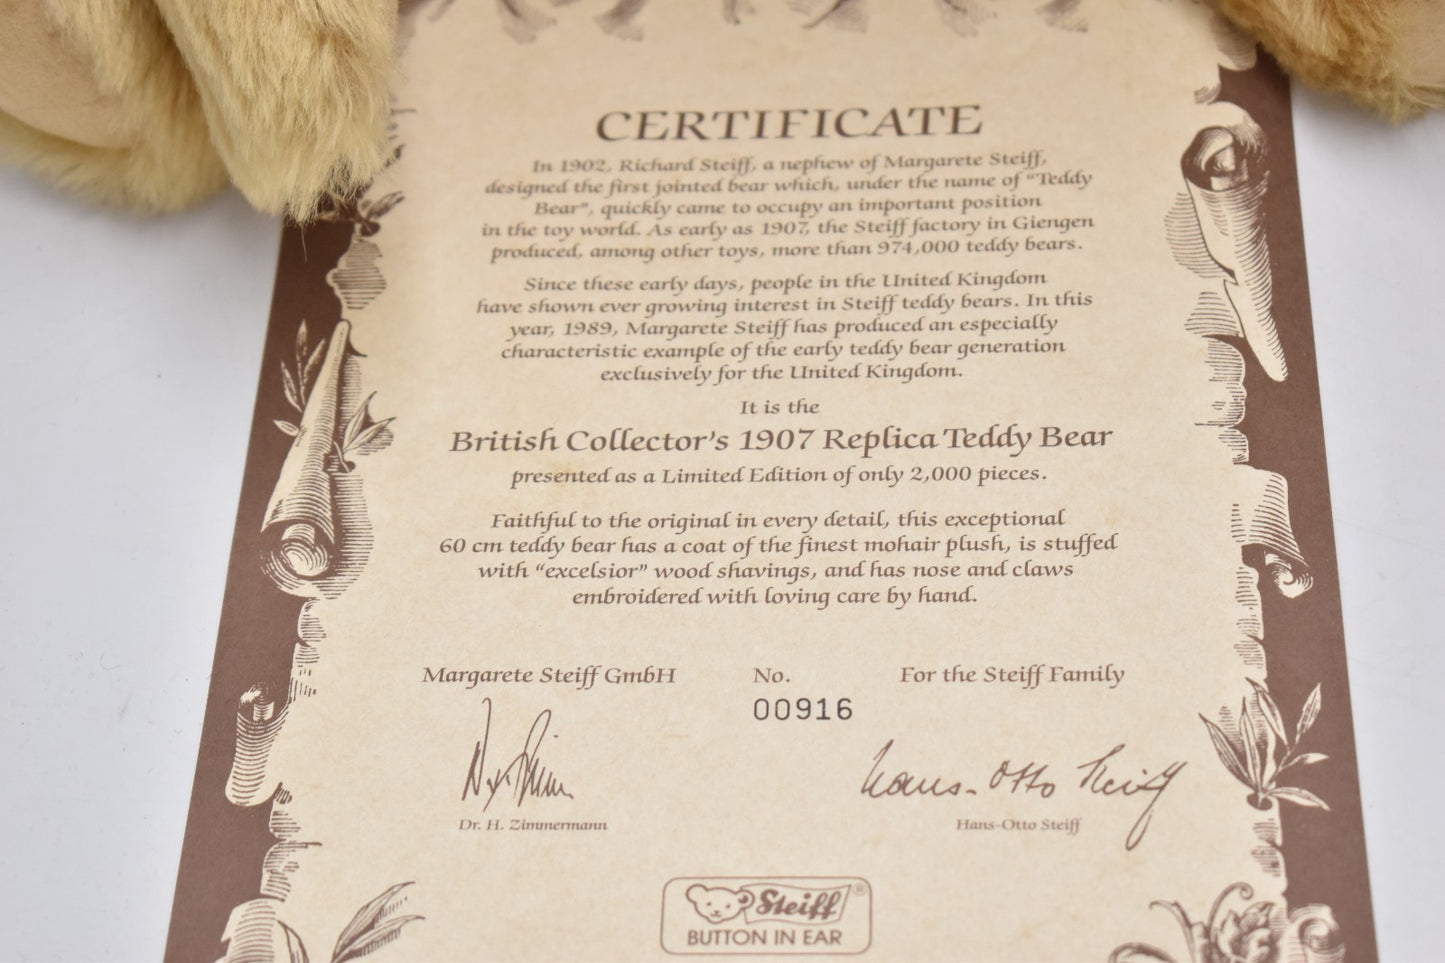 CERTIFICATE
In 1902, Richard Steiff, a nephew of Margarete Steiff,
designed the first jointed bear which, under the name of "Teddy
Bear", quickly came to occupy an important position
in the toy world. As early as 1907, the Steiff factory in Giengen
produced, among other toys, more than 974,000 teddy bears.
Since these early days, people in the United Kingdom
have shown ever growing interest in Steiff teddy bears. In this
year, 1989, Margarete Steiff has produced an especially
characteristic example of the early teddy bear generation
exclusively for the United Kingdom.
It is the
British Collector's 1907 Replica Teddy Bear
presented as a Limited Edition of only 2,000 pieces.
Faithful to the original in every detail, this exceptional
60 cm teddy bear has a coat of the finest mohair plush, is stuffed
with "excelsior" wood shavings, and has nose and claws
embroidered with loving care by hand.
Margarete Steiff GmbH No. For the Steiff Family
00916
Hans-Otto Steiff
Dr. H. Zimmermann Hans-Otto Steiff
Steiff®
BUTTON IN EAR